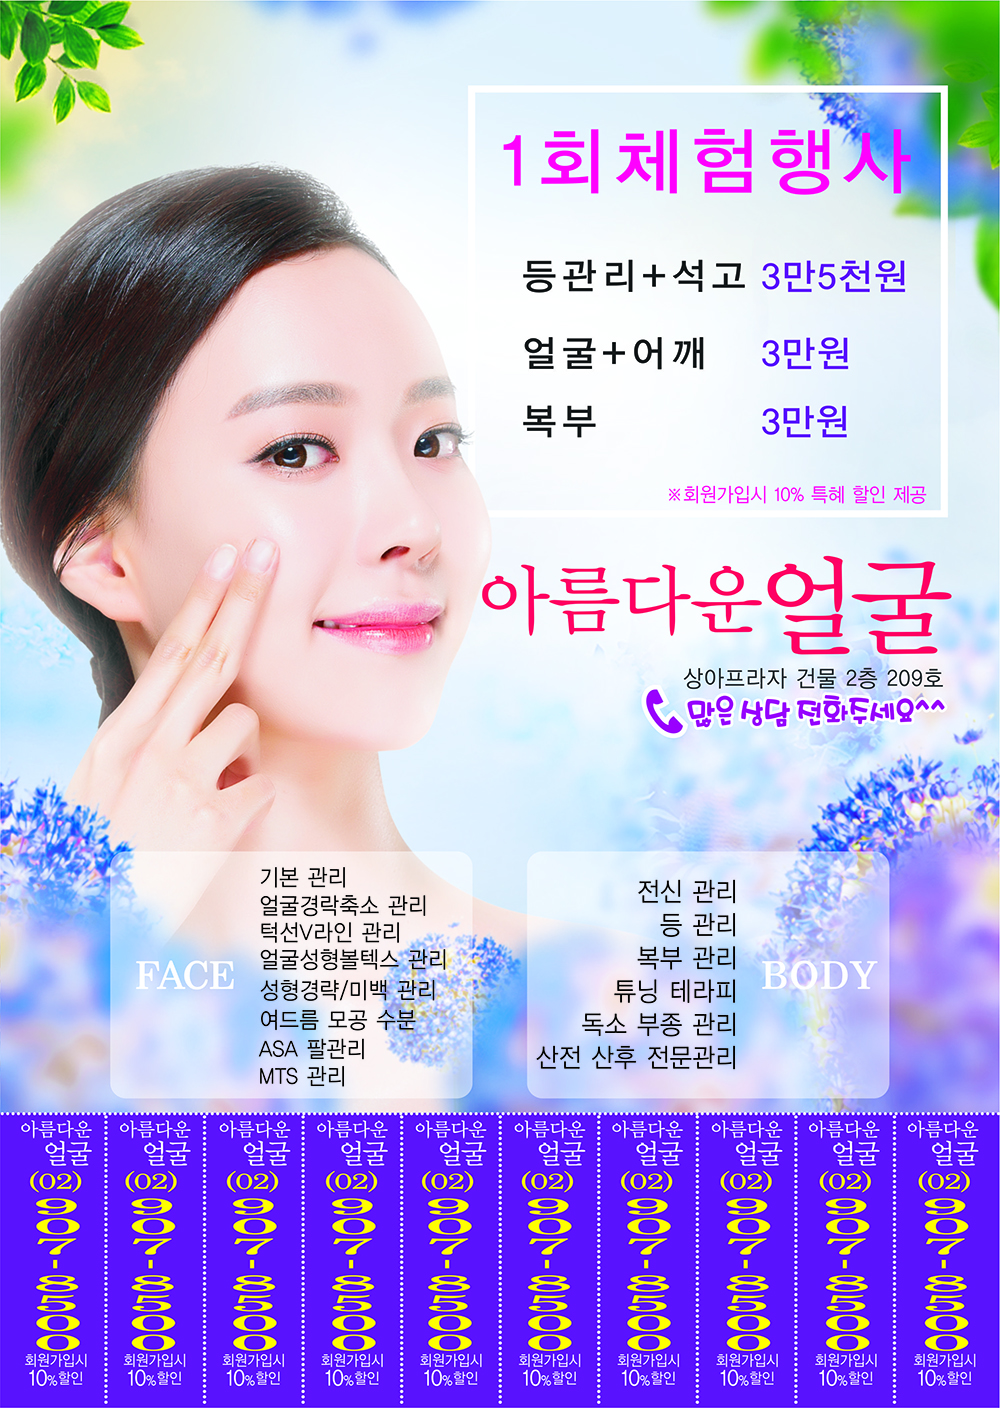 1회체험행사
등관리+석고 3만5천원
얼굴+어깨 3만원
복부 3만원
※회원가입시 10% 특혜 할인 제공
아름다운얼굴
상아프라자 건물 2층 209호
많은 상담 전화주세요^^
FACE
기본 관리
얼굴경락축소 관리
턱선V라인 관리
얼굴성형볼텍스 관리
성형경략/미백 관리
여드름 모공 수분
ASA 팔관리
MTS 관리
BODY
전신 관리
등 관리
복부 관리
튜닝 테라피
독소 부종 관리
산전 산후 전문관리
아름다운
얼굴
(02)
907-8500
회원가입시
10%할인
아름다운
얼굴
(02)
907-8500
회원가입시
10%할인
아름다운
얼굴
(02)
907-8500
회원가입시
10%할인
아름다운
얼굴
(02)
907-8500
회원가입시
10%할인
아름다운
얼굴
(02)
907-8500
회원가입시
10%할인
아름다운
얼굴
(02)
907-8500
회원가입시
10%할인
아름다운
얼굴
(02)
907-8500
회원가입시
10%할인
아름다운
얼굴
(02)
907-8500
회원가입시
10%할인
아름다운
얼굴
(02)
907-8500
회원가입시
10%할인
아름다운
얼굴
(02)
907-8500
회원가입시
10%할인